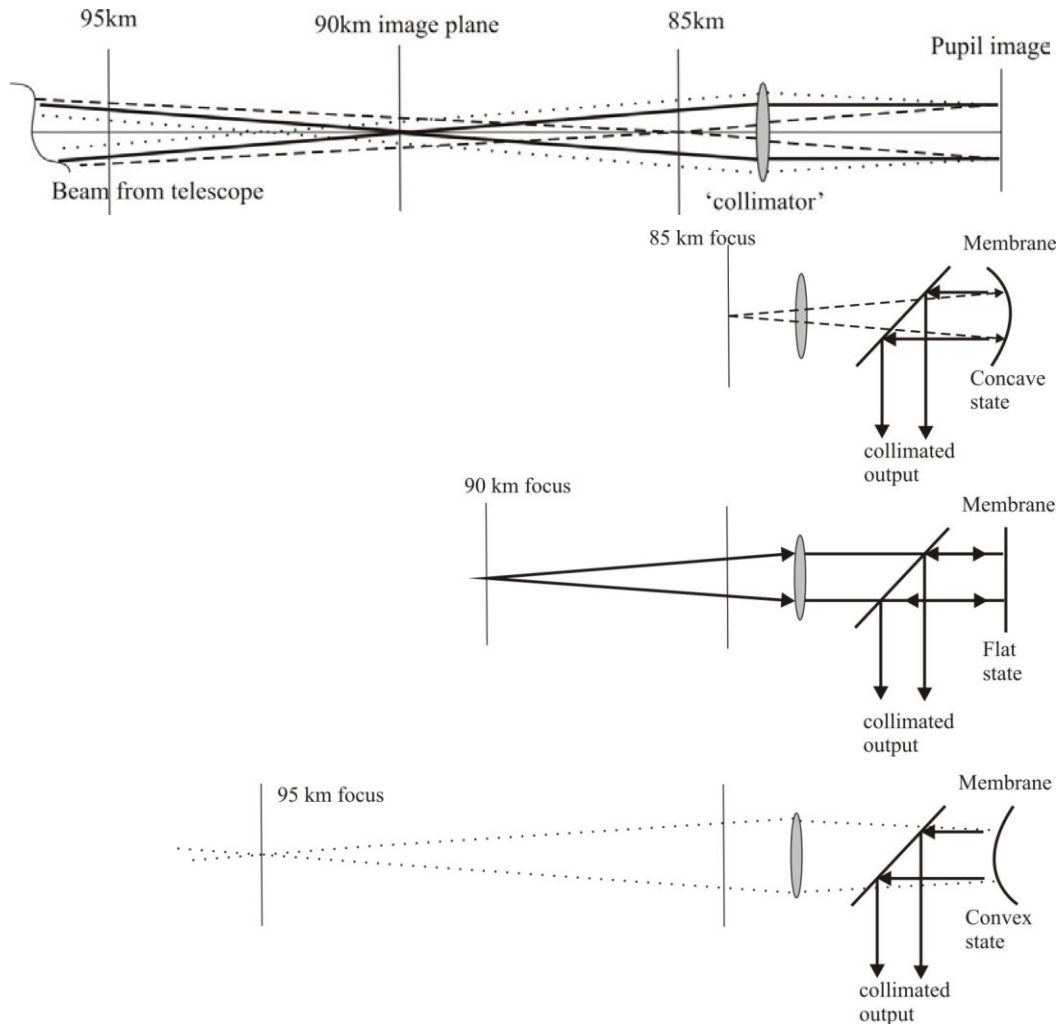 95km
90km image plane
85km
Pupil image
Beam from telescope
‘collimator’
85 km focus
Membrane
Concave
state
collimated
output
90 km focus
Membrane
Flat
state
collimated
output
95 km focus
Membrane
Convex
state
collimated
output